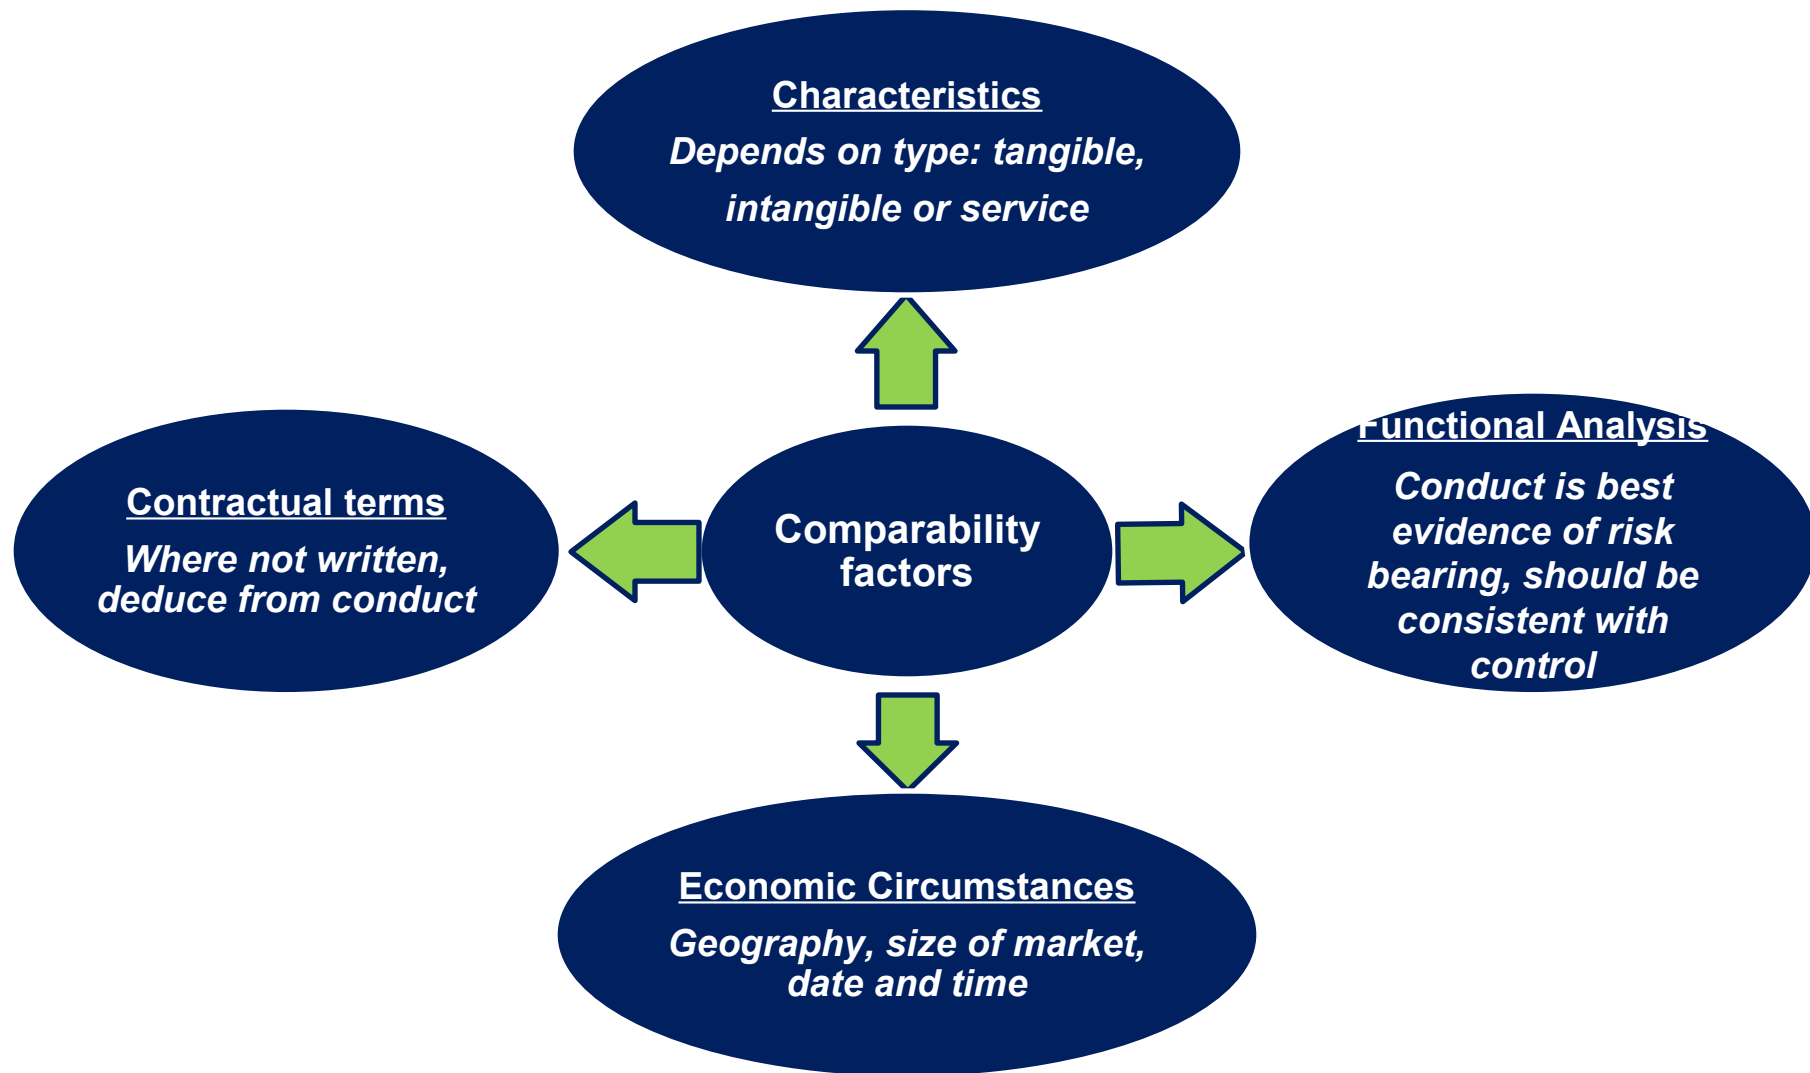 Characteristics
Depends on type: tangible,
intangible or service
Contractual terms
Where not written,
deduce from conduct
Comparability
factors
Functional Analysis
Conduct is best
evidence of risk
bearing, should be
consistent with
control
Economic Circumstances
Geography, size of market,
date and time